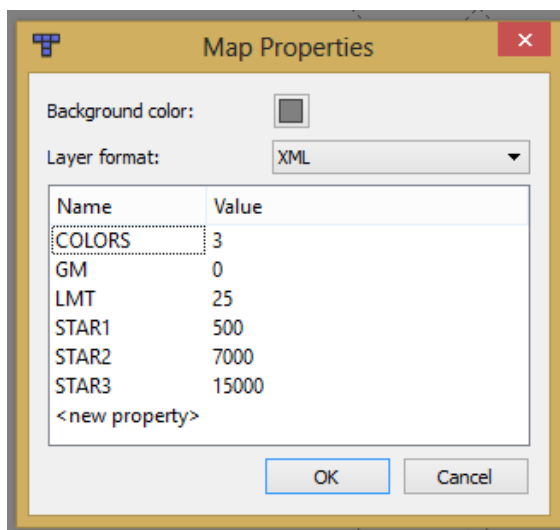 Map Properties
Background color:
Layer format: XML
Name Value
COLORS 3
GM 0
LMT 25
STAR1 500
STAR2 7000
STAR3 15000
<new property>
OK Cancel